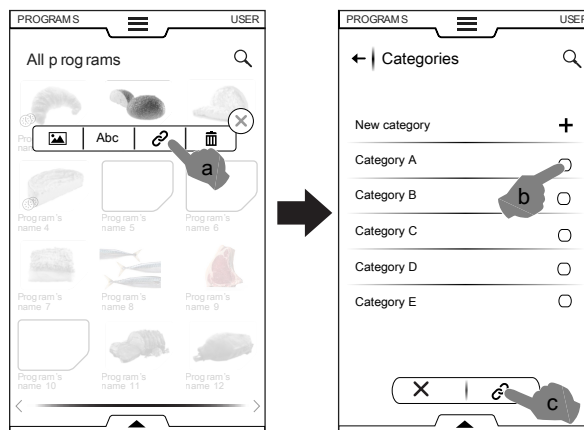 PROGRAMS USER
All programs
Abc
a
Program's name 4
Program's name 5
Program's name 6
Program's name 7
Program's name 8
Program's name 9
Program's name 10
Program's name 11
Program's name 12
PROGRAMS USER
Categories
New category
Category A
b
Category B
Category C
Category D
Category E
c